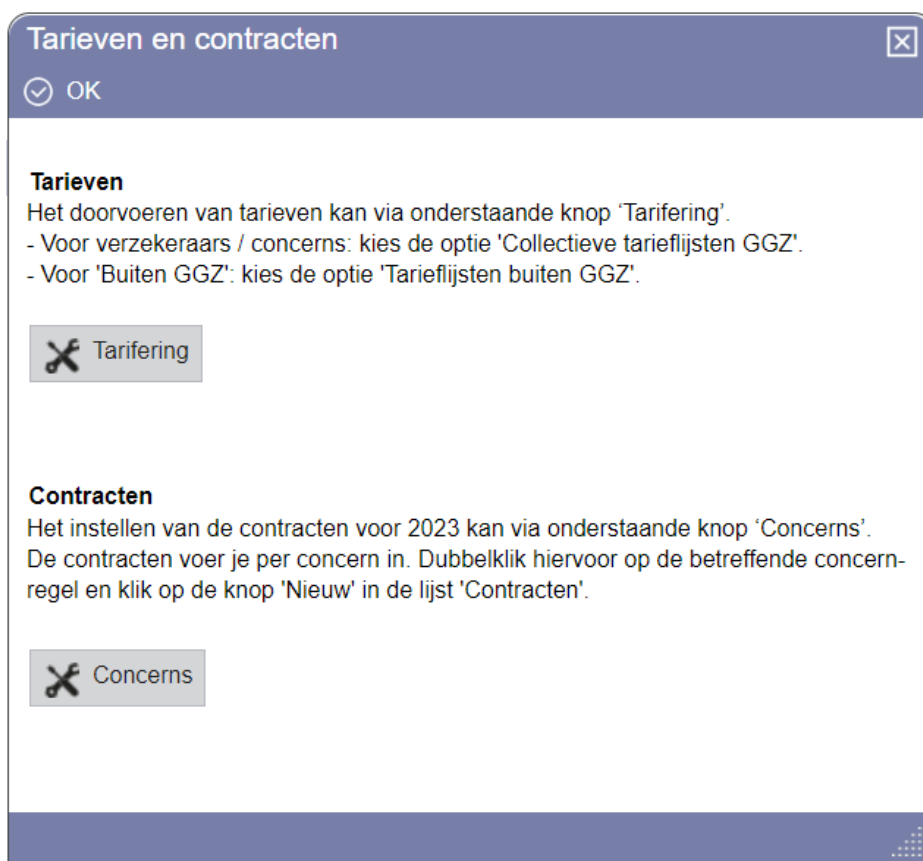 Tarieven en contracten
OK
Tarieven
Het doorvoeren van tarieven kan via onderstaande knop ‘Tarifering’.
- Voor verzekeraars / concerns: kies de optie 'Collectieve tarieflijsten GGZ'.
- Voor 'Buiten GGZ': kies de optie 'Tarieflijsten buiten GGZ'.
Tarifering
Contracten
Het instellen van de contracten voor 2023 kan via onderstaande knop ‘Concerns’.
De contracten voer je per concern in. Dubbelklik hiervoor op de betreffende concern-
regel en klik op de knop 'Nieuw' in de lijst 'Contracten'.
Concerns